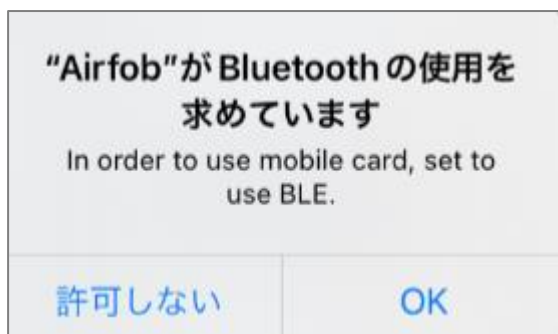 “Airfob”がBluetoothの使用を
求めています
In order to use mobile card, set to
use BLE.
許可しない
OK